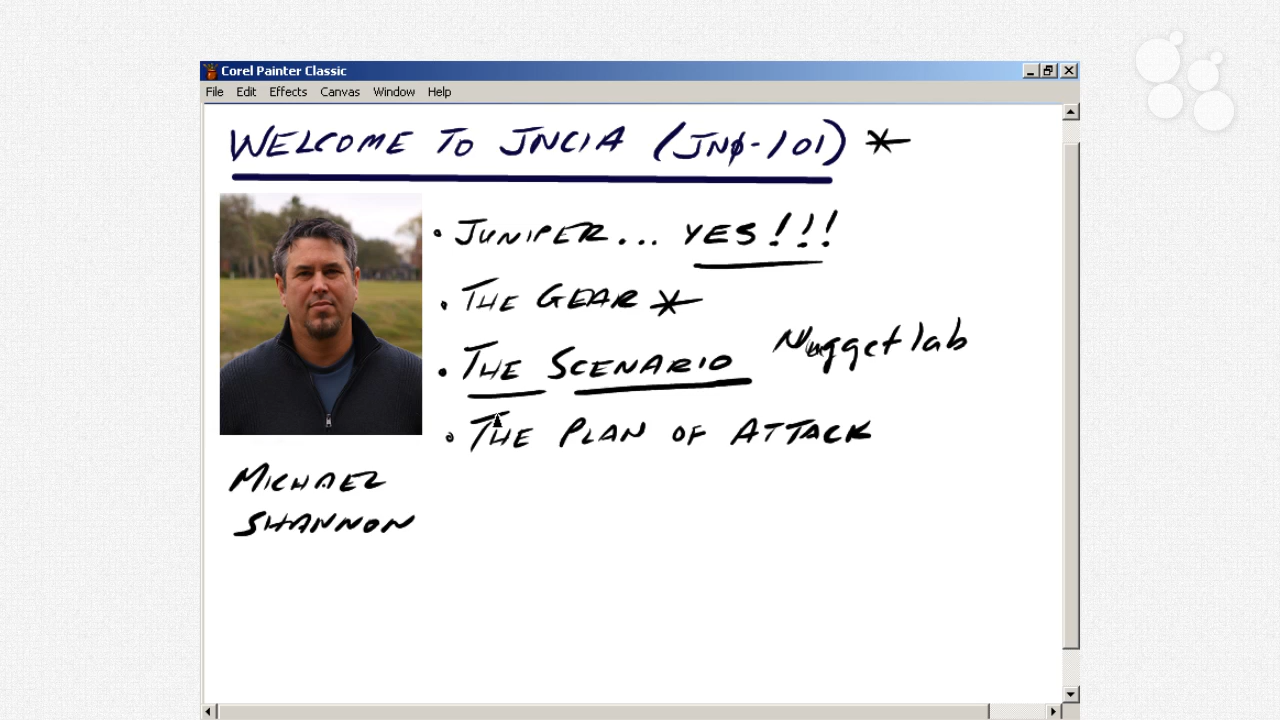 Corel Painter Classic
File Edit Effects Canvas Window Help
WELCOME TO JNCIA (JN0-101) *
• JUNIPER... YES!!!
• THE GEAR *
• THE SCENARIO Nuggetlab
• THE PLAN OF ATTACK
MICHAEL
SHANNON